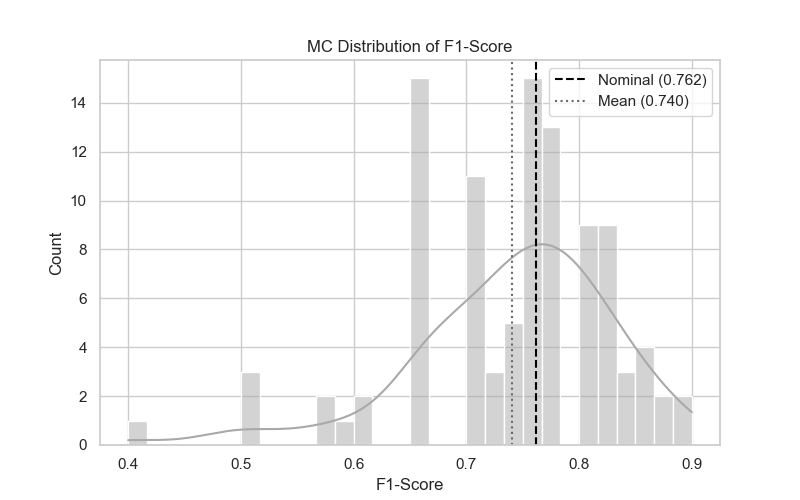 MC Distribution of F1-Score
Nominal (0.762)
Mean (0.740)
Count
14
12
10
8
6
4
2
0
0.4 0.5 0.6 0.7 0.8 0.9
F1-Score